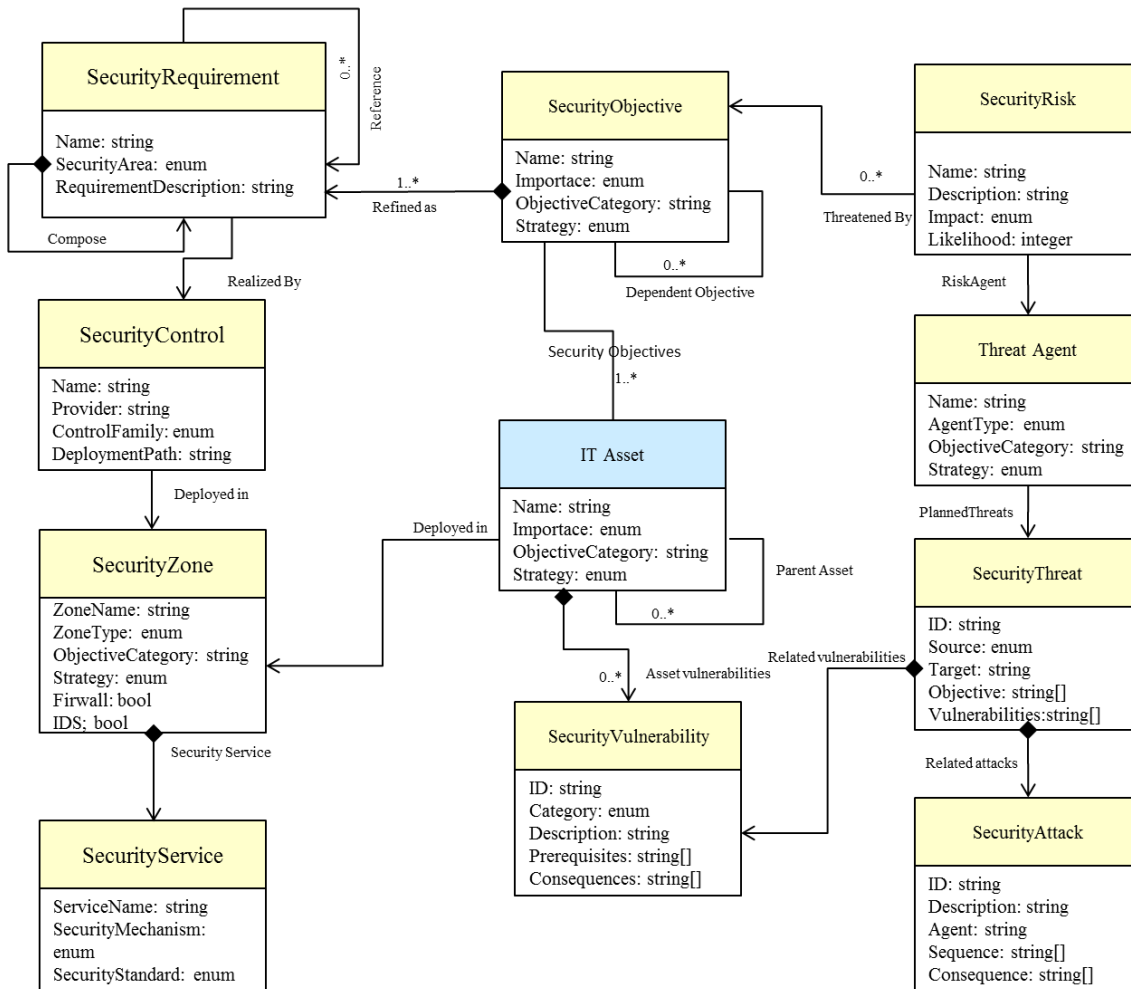 SecurityRequirement
Name: string
SecurityArea: enum
RequirementDescription: string
0..*
Reference
Compose
Realized By
1..*
Refined as
SecurityObjective
Name: string
Importace: enum
ObjectiveCategory: string
Strategy: enum
0..*
Dependent Objective
0..*
Threatened By
SecurityRisk
Name: string
Description: string
Impact: enum
Likelihood: integer
RiskAgent
SecurityControl
Name: string
Provider: string
ControlFamily: enum
DeploymentPath: string
Deployed in
Security Objectives
1..*
IT Asset
Name: string
Importace: enum
ObjectiveCategory: string
Strategy: enum
Deployed in
Parent Asset
0..*
Threat Agent
Name: string
AgentType: enum
ObjectiveCategory: string
Strategy: enum
PlannedThreats
SecurityZone
ZoneName: string
ZoneType: enum
ObjectiveCategory: string
Strategy: enum
Firwall: bool
IDS; bool
Security Service
0..*
Asset vulnerabilities
Related vulnerabilities
SecurityThreat
ID: string
Source: enum
Target: string
Objective: string[]
Vulnerabilities:string[]
Related attacks
SecurityVulnerability
ID: string
Category: enum
Description: string
Prerequisites: string[]
Consequences: string[]
SecurityService
ServiceName: string
SecurityMechanism:
enum
SecurityStandard: enum
SecurityAttack
ID: string
Description: string
Agent: string
Sequence: string[]
Consequence: string[]